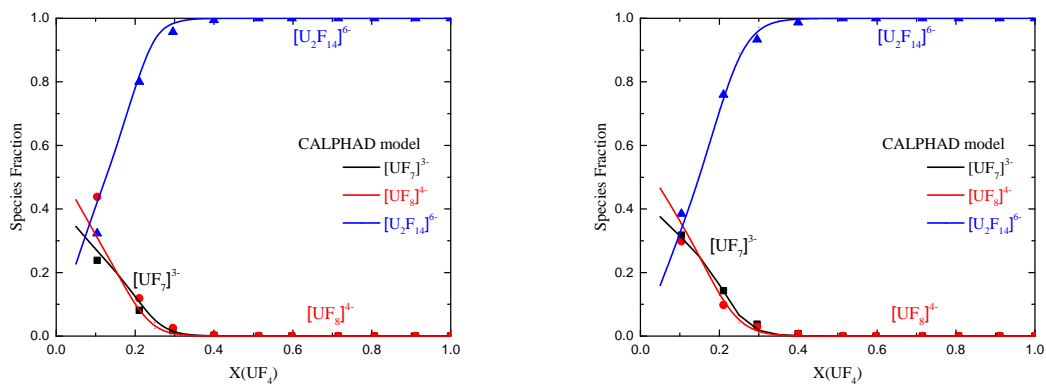 1.0
[U₂F₁₄]⁶⁻
0.8
0.6
CALPHAD model
[UF₇]³⁻
[UF₈]⁴⁻
[U₂F₁₄]⁶⁻
0.4
0.2
[UF₇]³⁻
[UF₈]⁴⁻
0.0
0.0 0.2 0.4 0.6 0.8 1.0
X(UF₄)
Species Fraction
1.0
[U₂F₁₄]⁶⁻
0.8
0.6
CALPHAD model
[UF₇]³⁻
[UF₈]⁴⁻
[U₂F₁₄]⁶⁻
0.4
0.2
[UF₇]³⁻
[UF₈]⁴⁻
0.0
0.0 0.2 0.4 0.6 0.8 1.0
X(UF₄)
Species Fraction